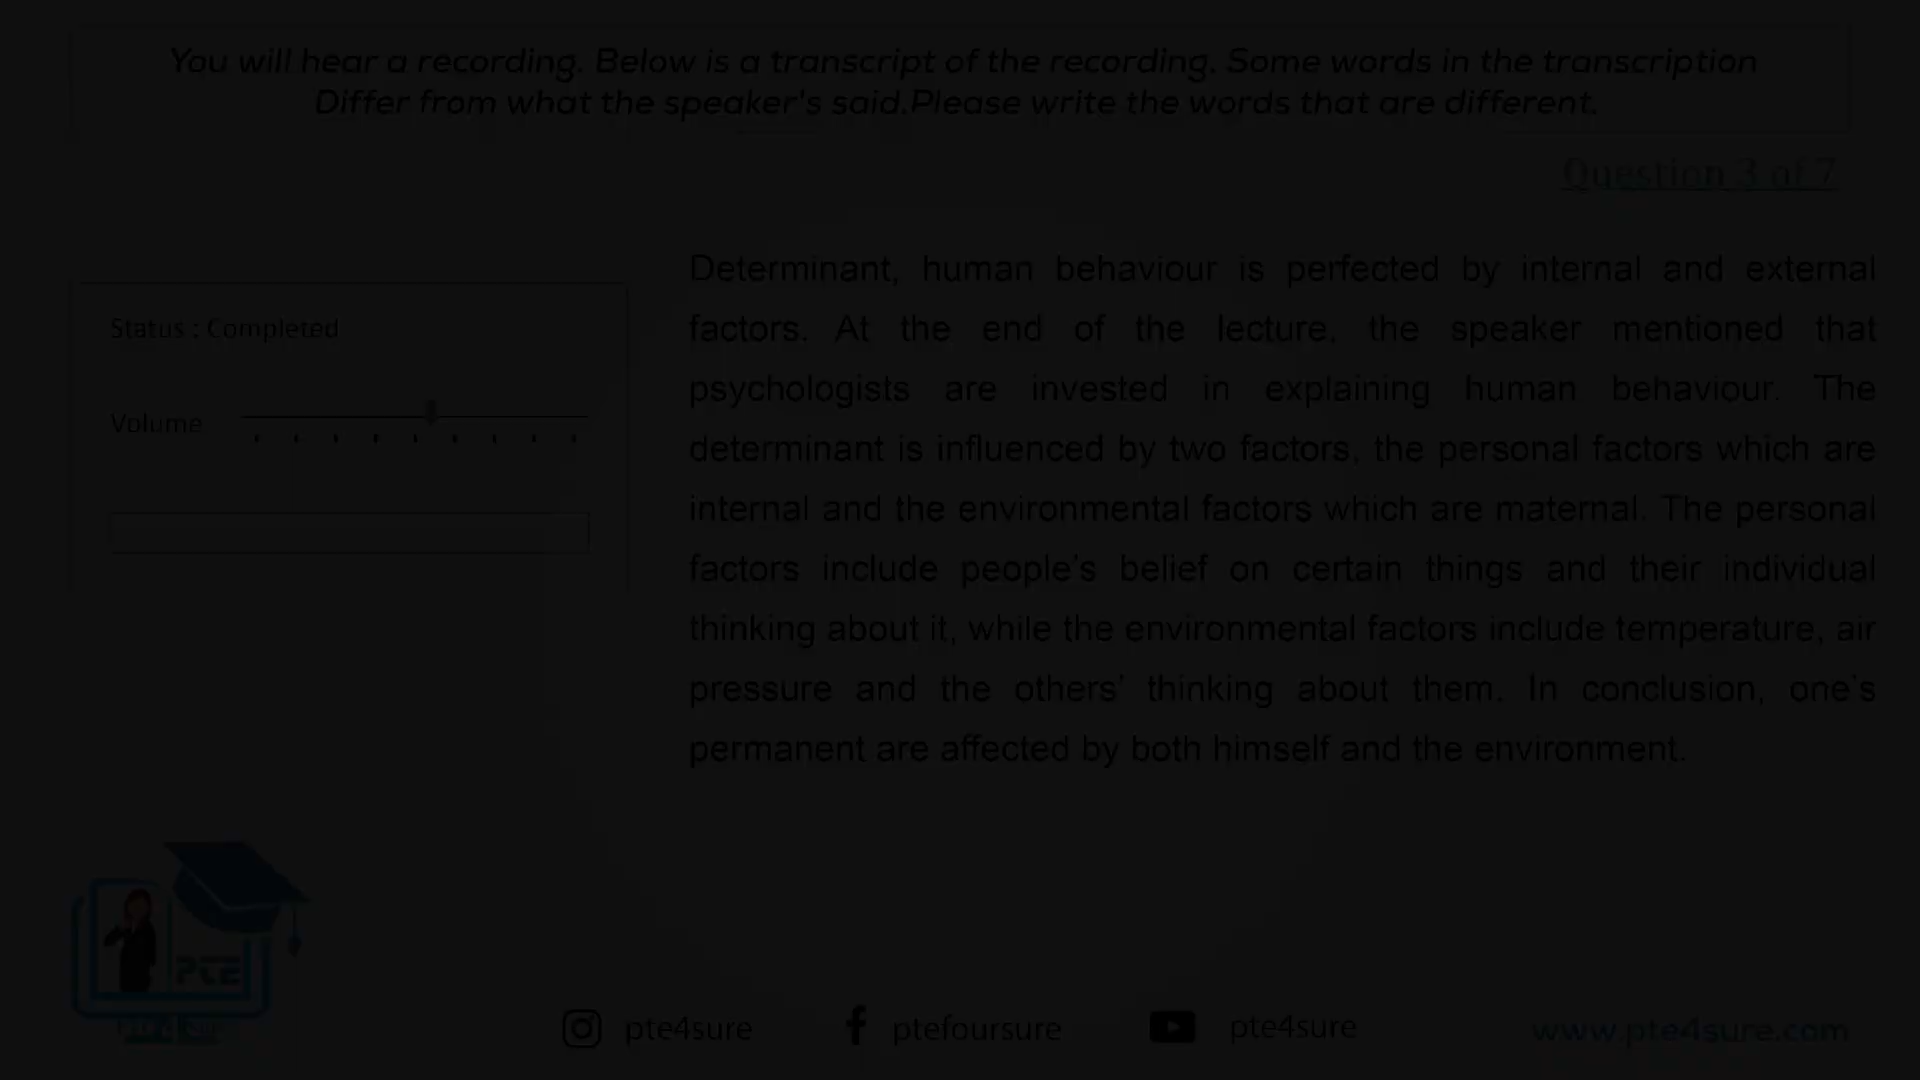 You will hear a recording. Below is a transcript of the recording. Some words in the transcription
Differ from what the speaker's said.Please write the words that are different.
Question 3 of 7
Status : Completed
Volume
Determinant, human behaviour is perfected by internal and external
factors. At the end of the lecture, the speaker mentioned that
psychologists are invested in explaining human behaviour. The
determinant is influenced by two factors, the personal factors which are
internal and the environmental factors which are maternal. The personal
factors include people's belief on certain things and their individual
thinking about it, while the environmental factors include temperature, air
pressure and the others' thinking about them. In conclusion, one's
permanent are affected by both himself and the environment.
PTE
pte4sure
ptefoursure
pte4sure
www.pte4sure.com